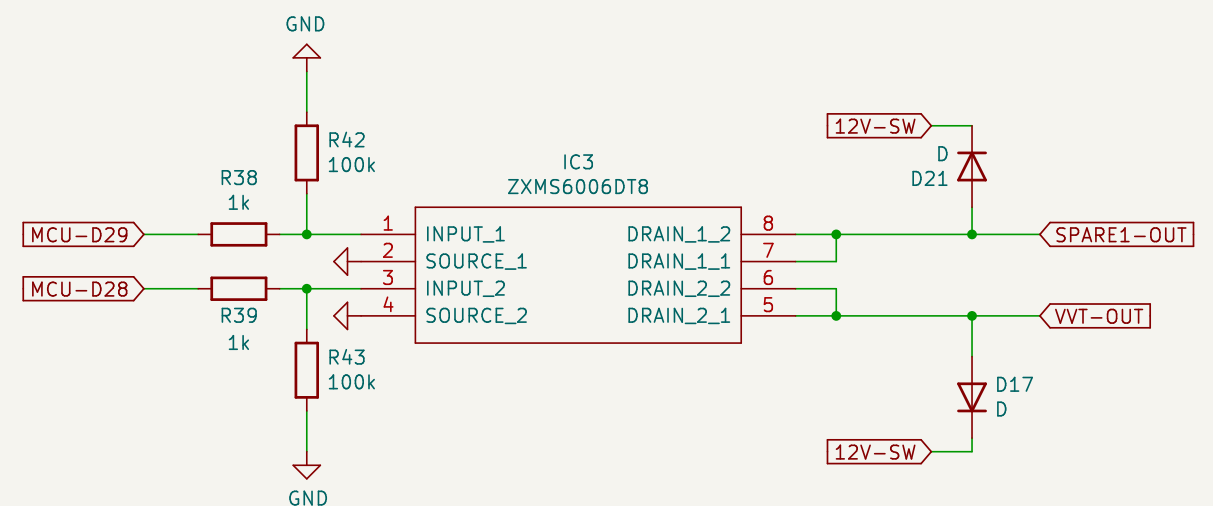 GND
R42
100k
R38
1k
IC3
ZXMS6006DT8
12V-SW
D
D21
MCU-D29
1
INPUT_1
DRAIN_1_2
8
SPARE1-OUT
2
SOURCE_1
DRAIN_1_1
7
MCU-D28
3
INPUT_2
DRAIN_2_2
6
4
SOURCE_2
DRAIN_2_1
5
VVT-OUT
R39
1k
R43
100k
D17
D
12V-SW
GND